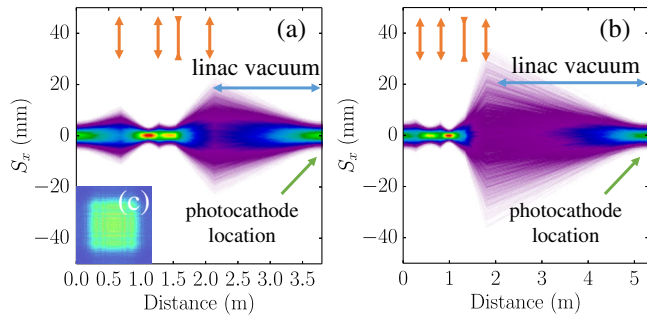 (a)
(b)
linac vacuum
linac vacuum
S_x (mm)
S_x (mm)
40
20
0
−20
−40
40
20
0
−20
−40
(c)
photocathode
location
photocathode
location
0.0 0.5 1.0 1.5 2.0 2.5 3.0 3.5
0 1 2 3 4 5
Distance (m)
Distance (m)